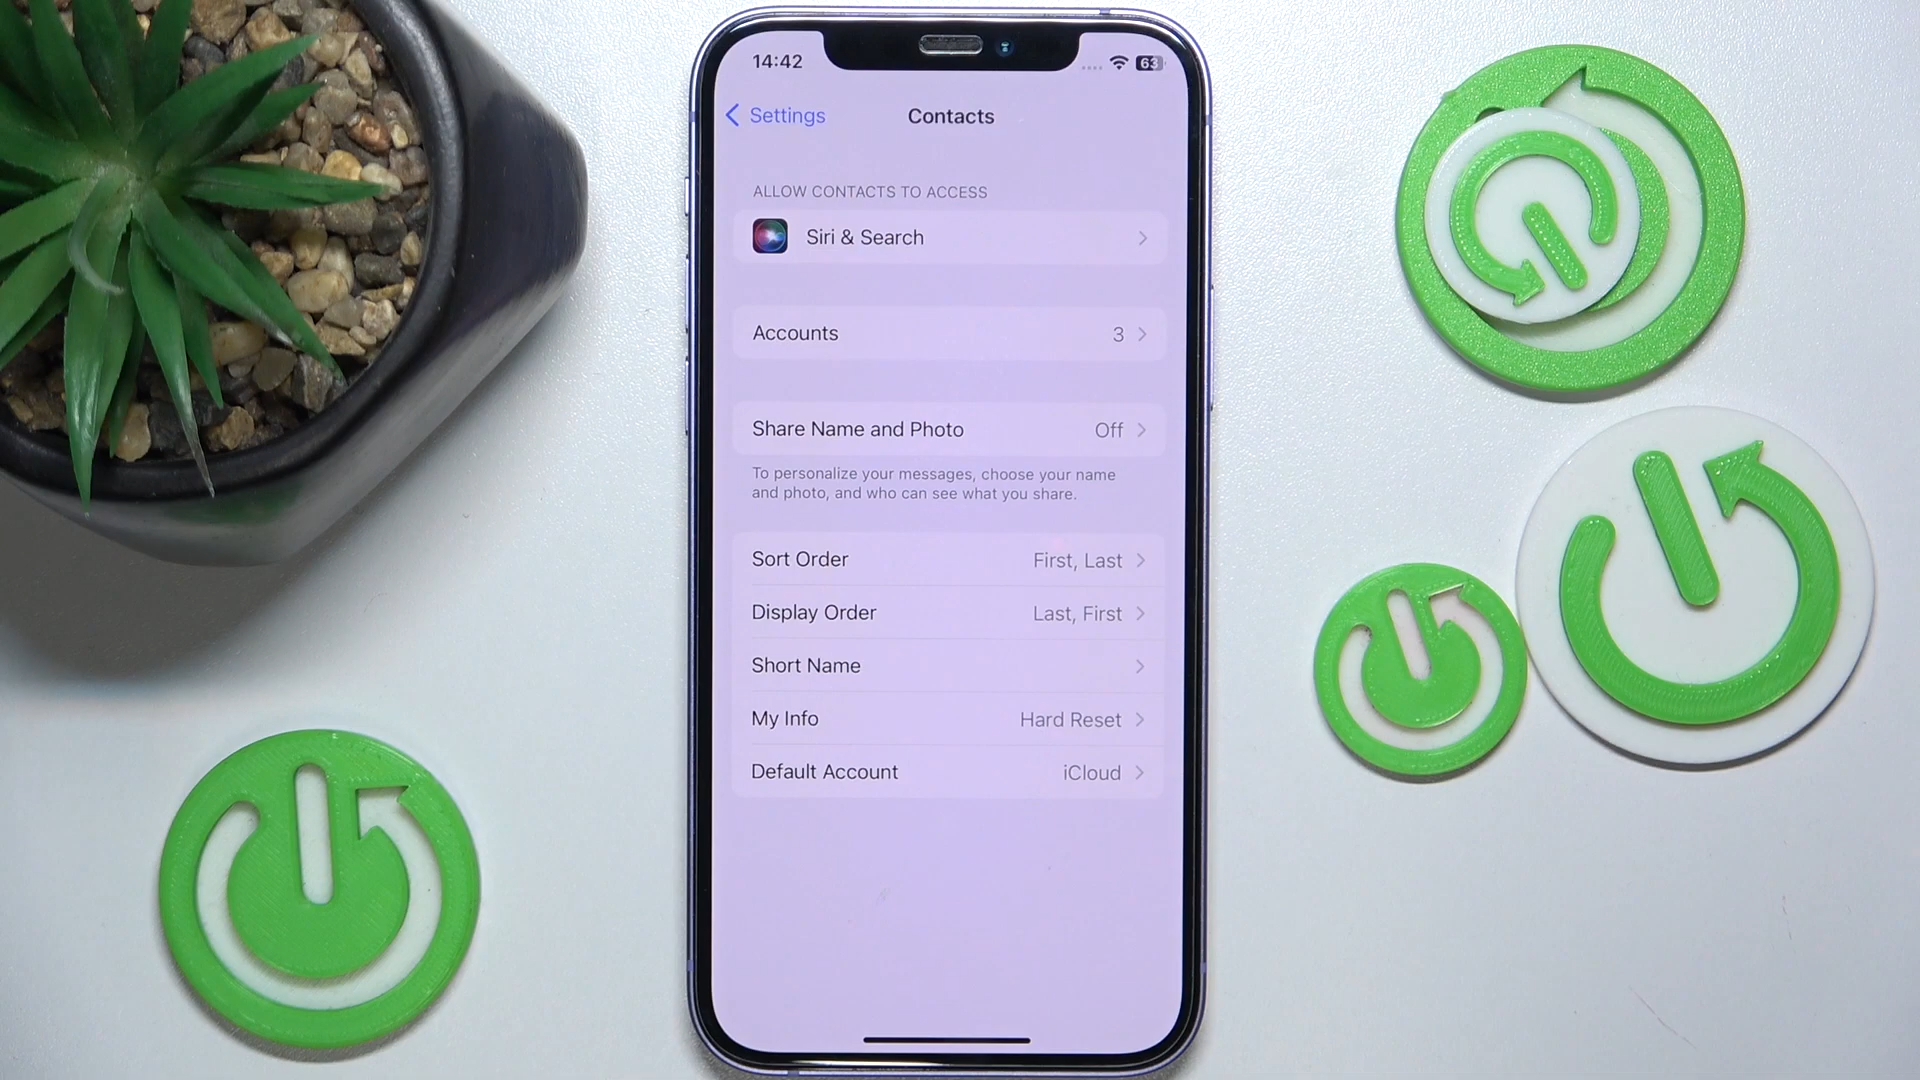 14:42
63
Settings
Contacts
ALLOW CONTACTS TO ACCESS
Siri & Search
Accounts 3
Share Name and Photo Off
To personalize your messages, choose your name
and photo, and who can see what you share.
Sort Order First, Last
Display Order Last, First
Short Name
My Info Hard Reset
Default Account iCloud